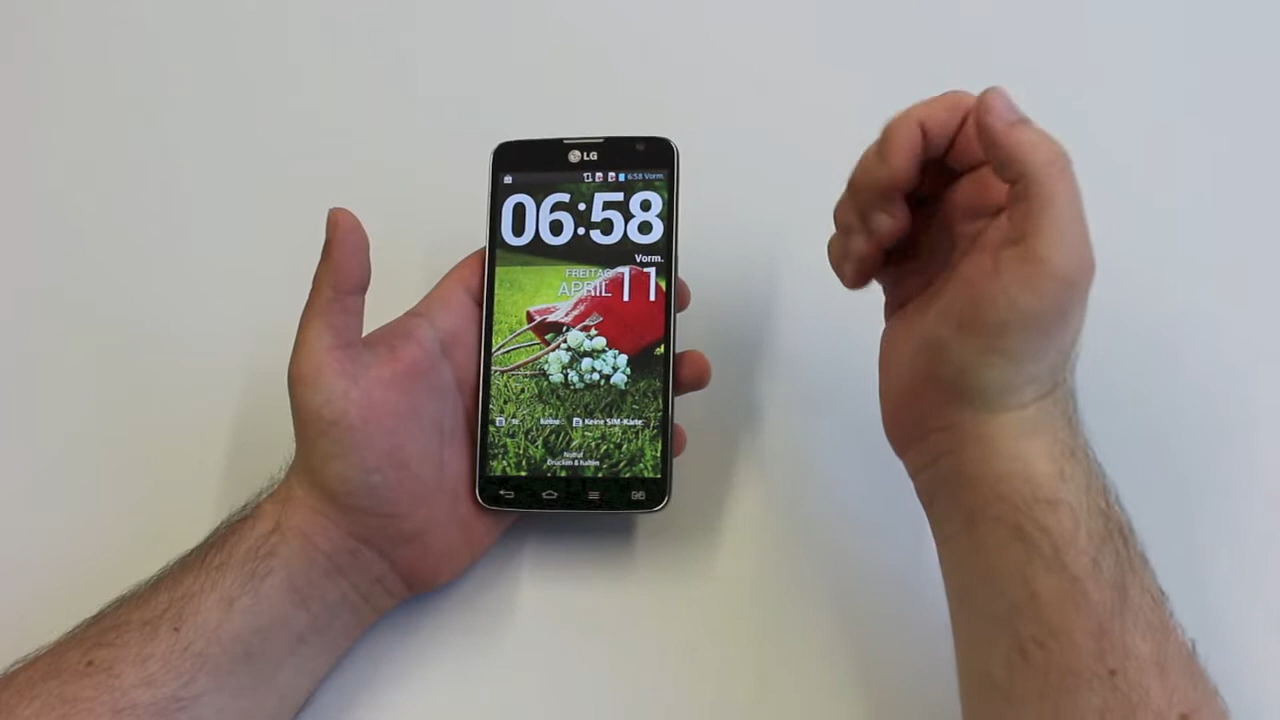 LG
6:58 Vorm.
06:58
Vorm.
FREITAG
APRIL 11
Keine SIM-Karte.
Notruf
Drücken & halten